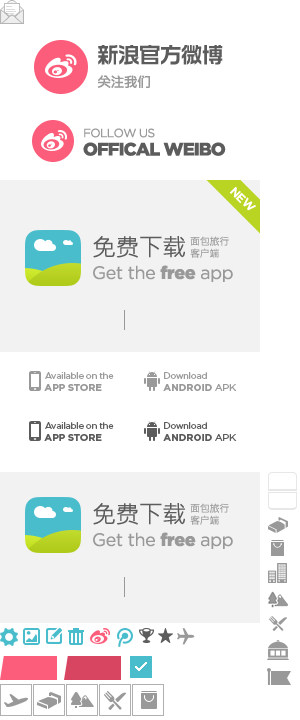 新浪官方微博
关注我们
FOLLOW US
OFFICAL WEIBO
NEW
免费下载 面包旅行
客户端
Get the free app
Available on the
APP STORE
Download
ANDROID APK
Available on the
APP STORE
Download
ANDROID APK
免费下载 面包旅行
客户端
Get the free app